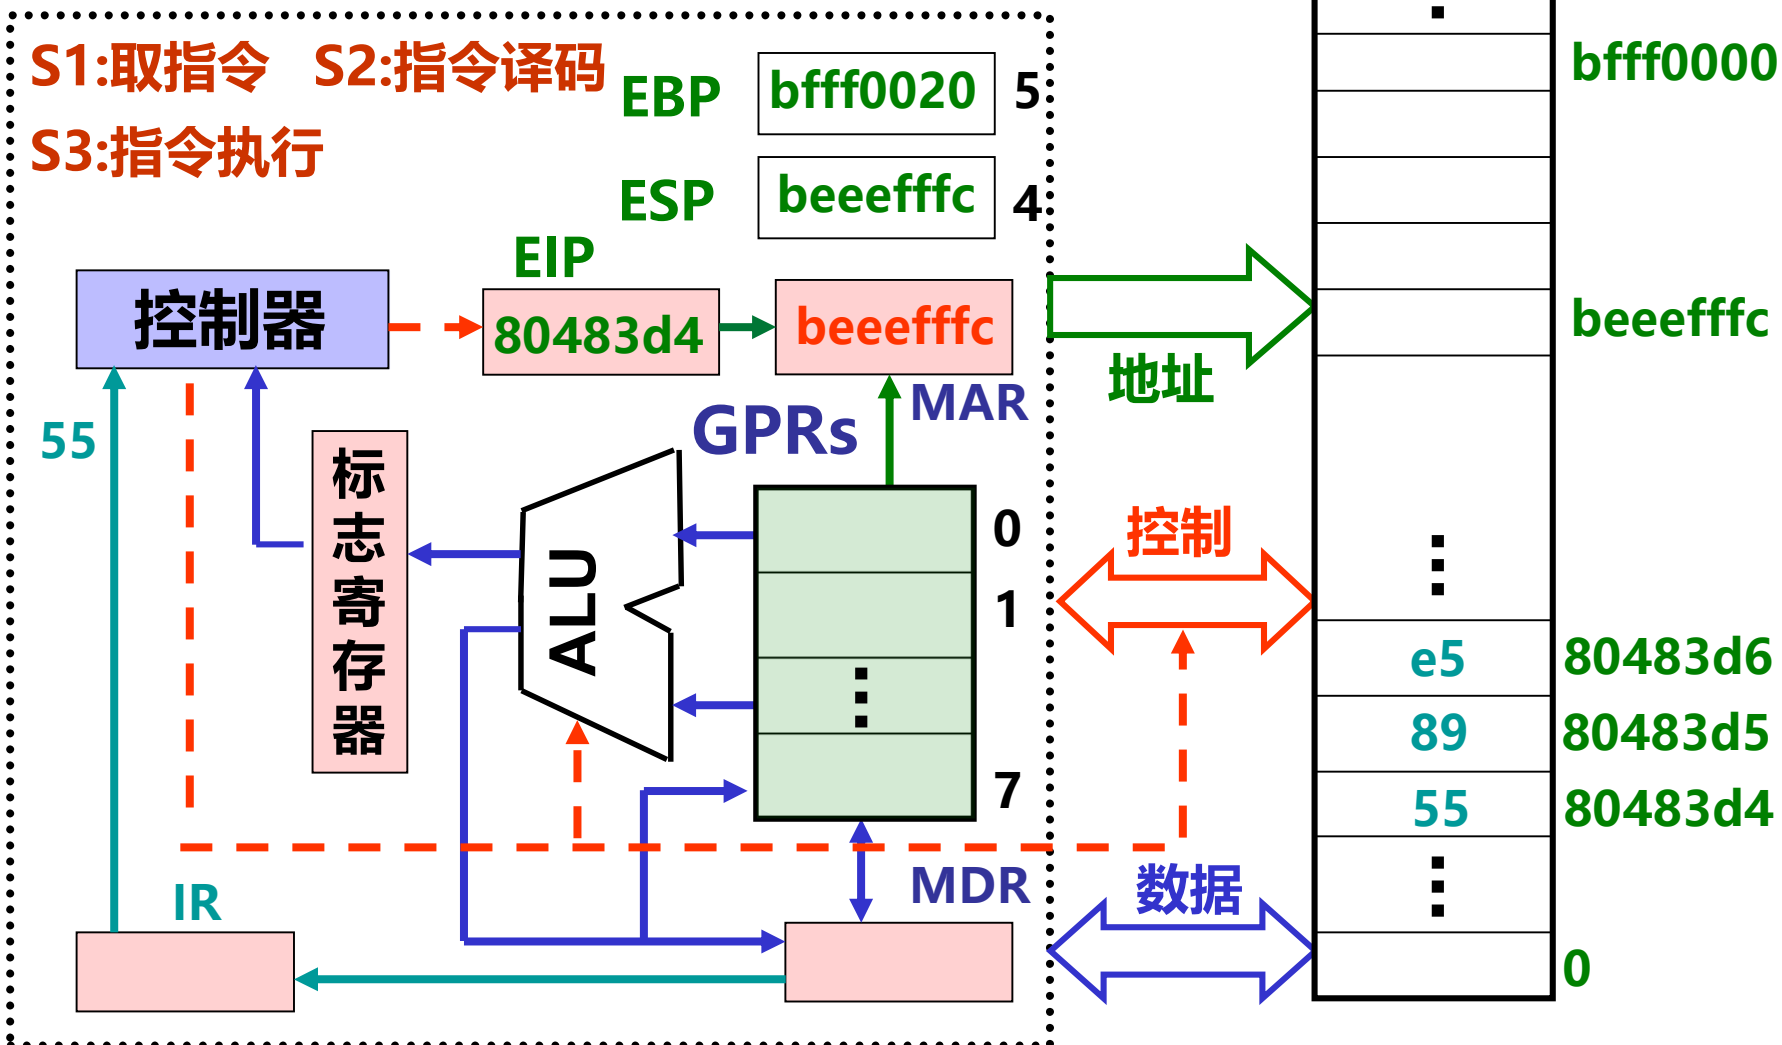 S1:取指令 S2:指令译码
S3:指令执行
EBP bfff0020 5
ESP beeefffc 4
EIP
控制器
80483d4
beeefffc
MAR
GPRs
55
标志寄存器
ALU
0
1
7
MDR
IR
地址
控制
数据
bfff0000
beeefffc
e5 80483d6
89 80483d5
55 80483d4
0